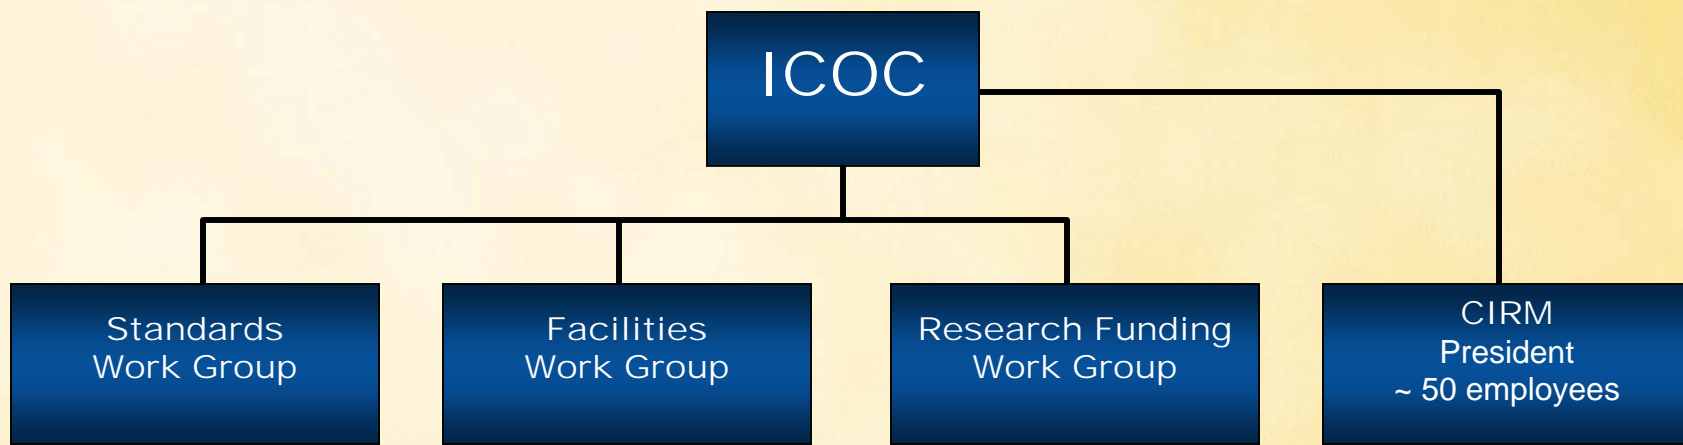 ICOC
Standards
Work Group
Facilities
Work Group
Research Funding
Work Group
CIRM
President
~ 50 employees